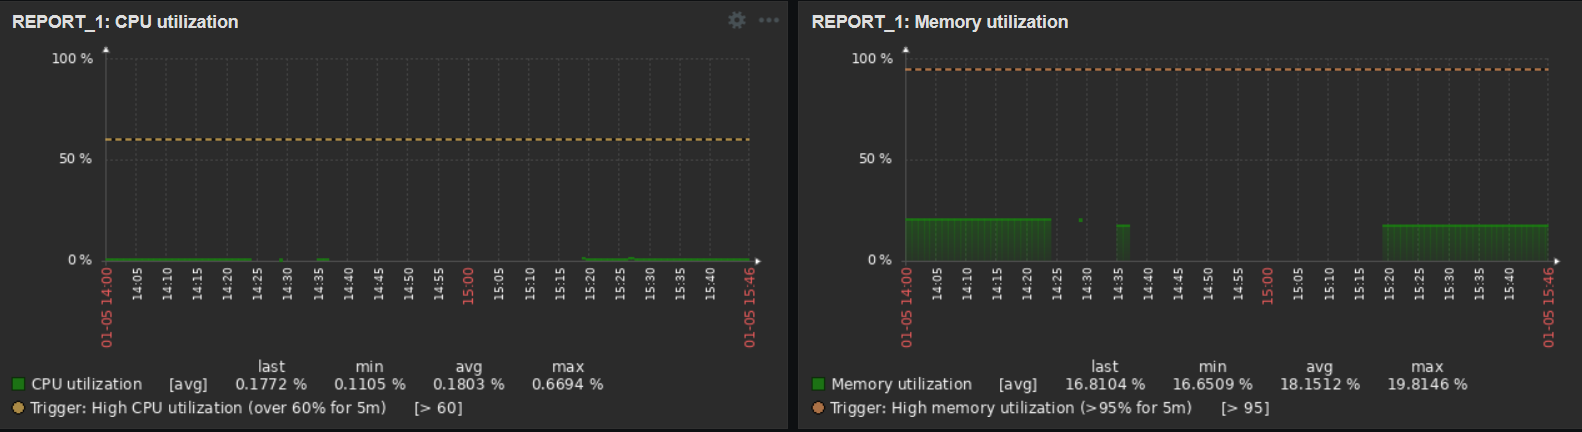 REPORT_1: CPU utilization
100 %
50 %
0 %
01-05 14:00 14:05 14:10 14:15 14:20 14:25 14:30 14:35 14:40 14:45 14:50 14:55 15:00 15:05 15:10 15:15 15:20 15:25 15:30 15:35 15:40 01-05 15:46
last min avg max
CPU utilization [avg] 0.1772 % 0.1105 % 0.1803 % 0.6694 %
Trigger: High CPU utilization (over 60% for 5m) [> 60]
REPORT_1: Memory utilization
100 %
50 %
0 %
01-05 14:00 14:05 14:10 14:15 14:20 14:25 14:30 14:35 14:40 14:45 14:50 14:55 15:00 15:05 15:10 15:15 15:20 15:25 15:30 15:35 15:40 01-05 15:46
last min avg max
Memory utilization [avg] 16.8104 % 16.6509 % 18.1512 % 19.8146 %
Trigger: High memory utilization (>95% for 5m) [> 95]